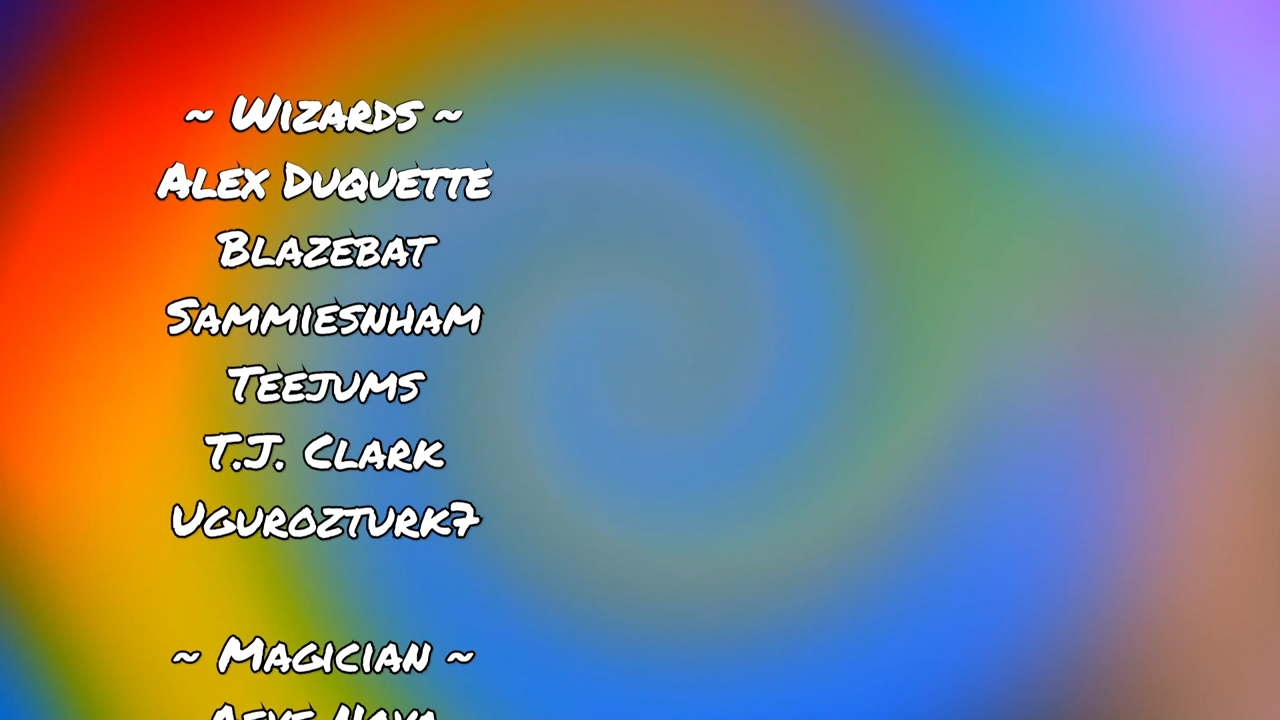 ~ Wizards ~
Alex Duquette
Blazebat
Sammiesnham
Teejums
T.J. Clark
Ugurozturk7
~ Magician ~